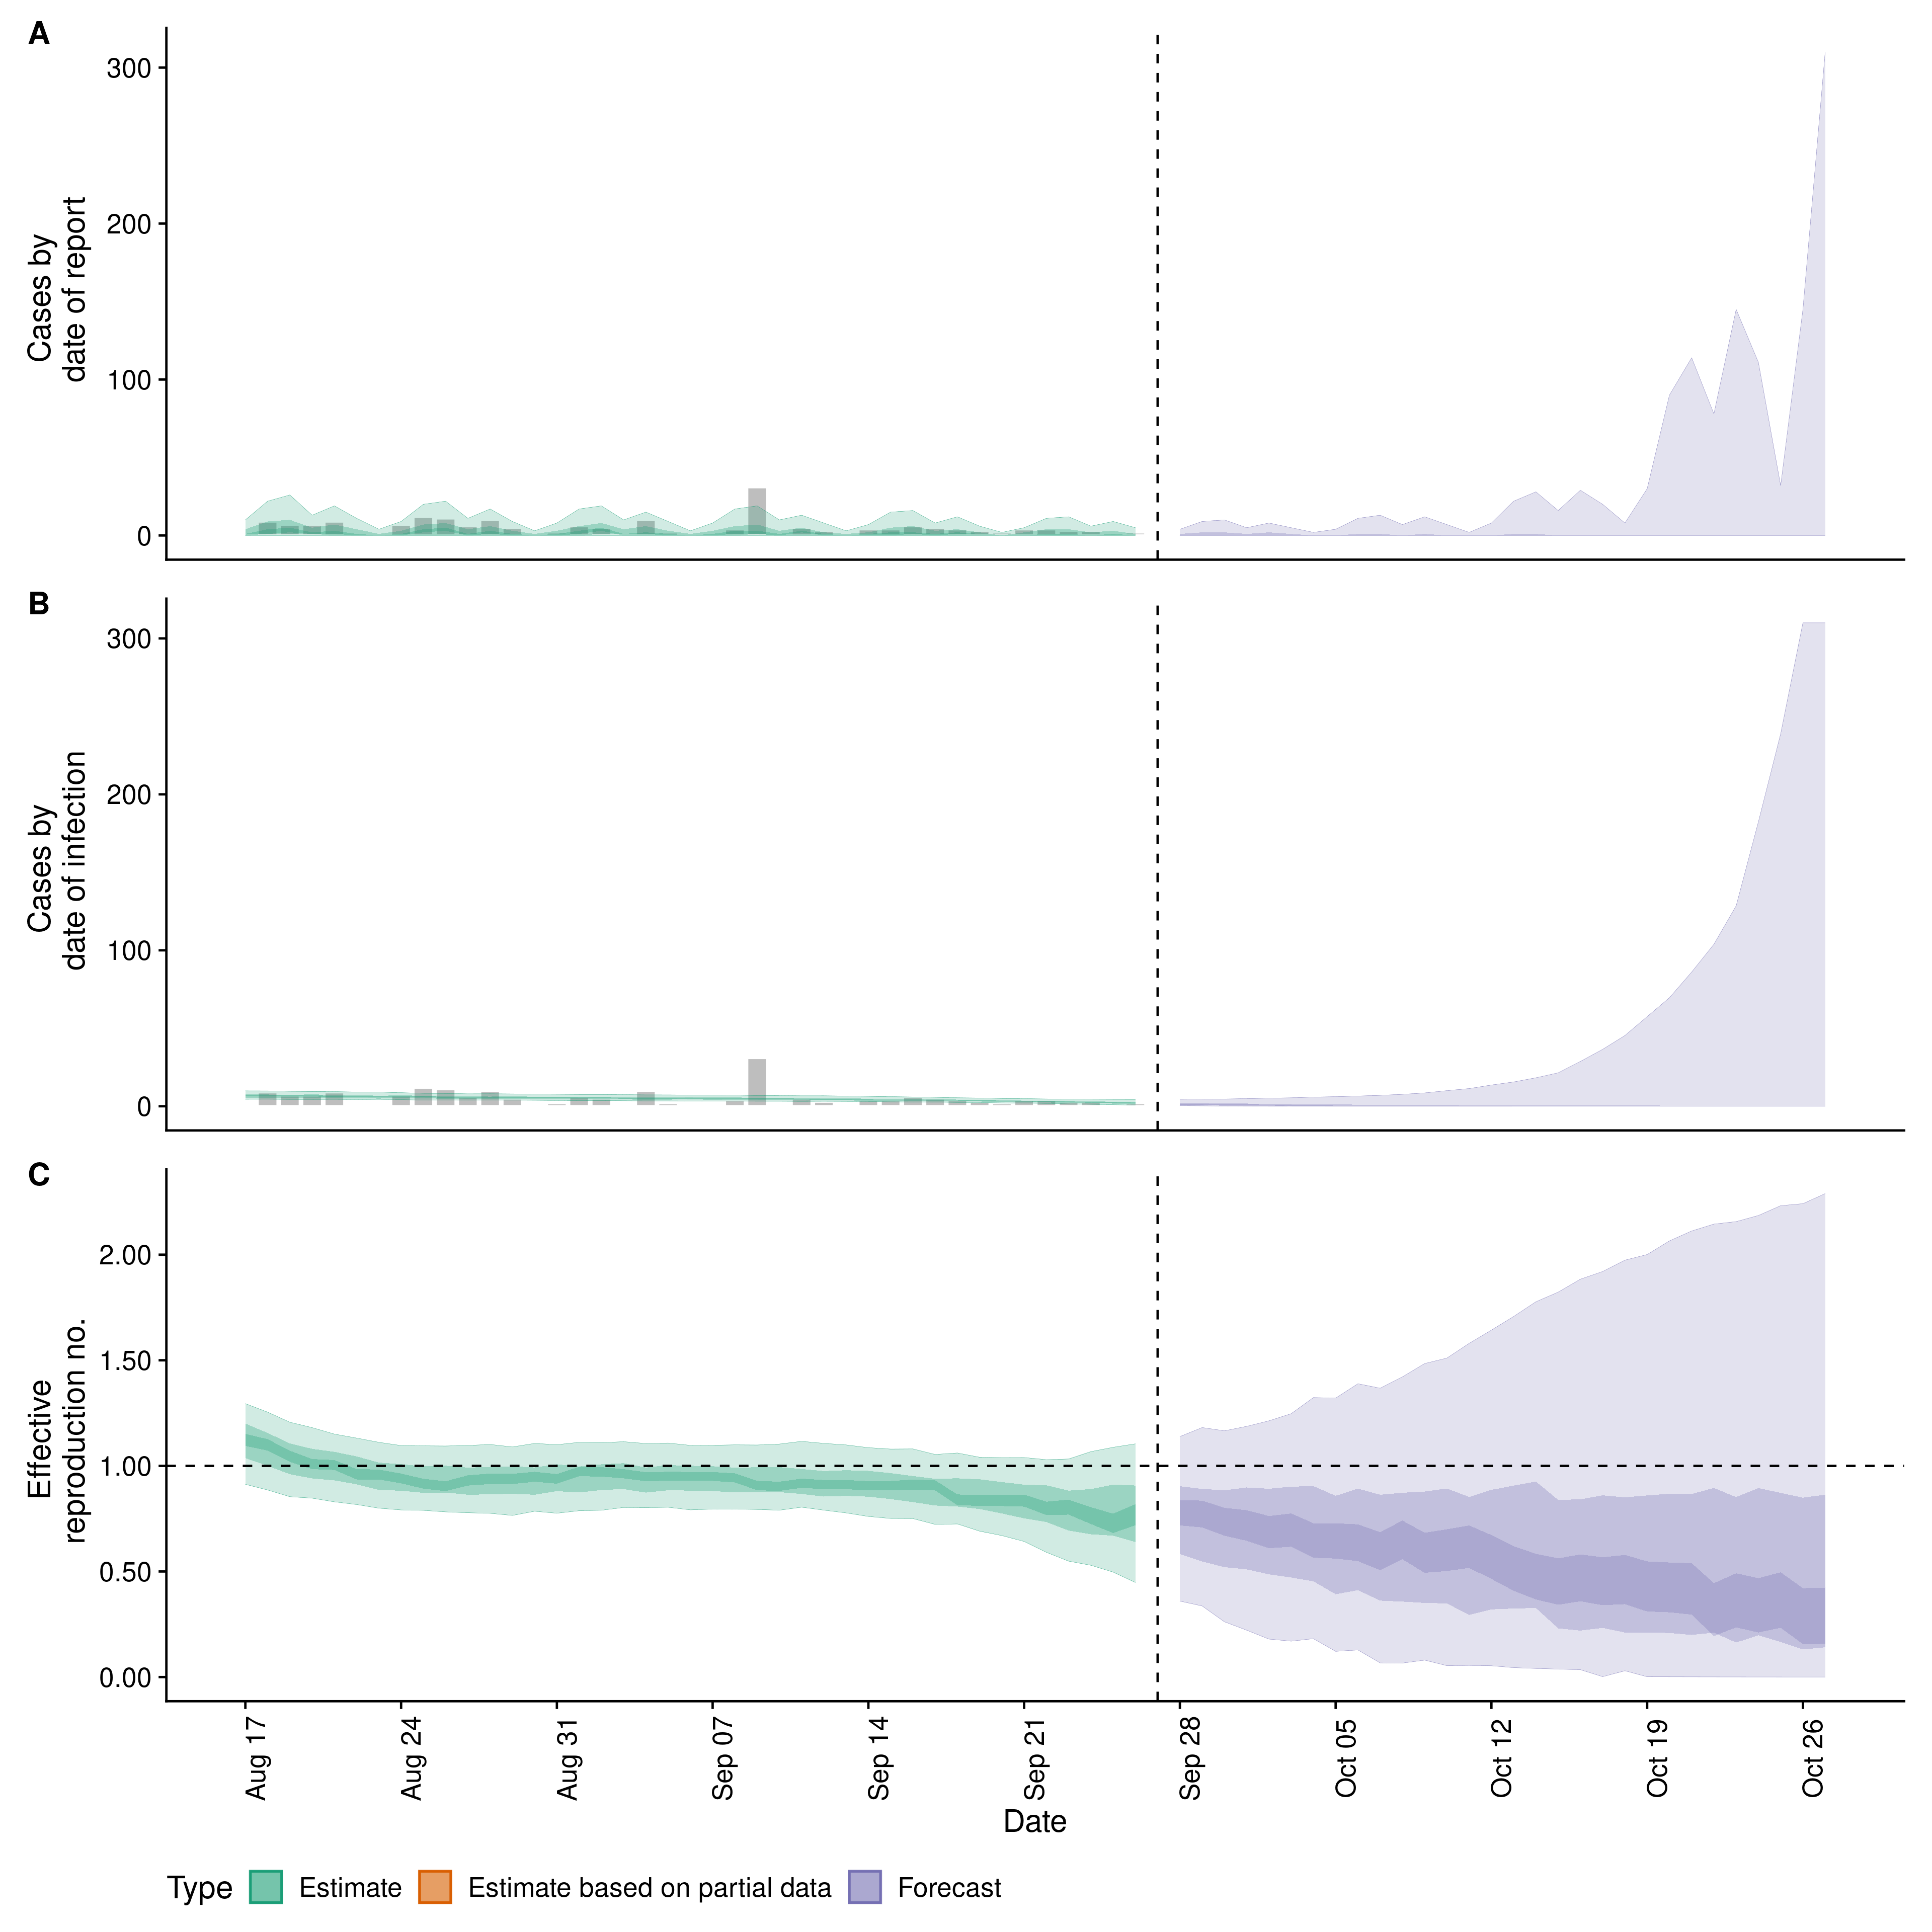 A
Cases by
date of report
300
200
100
0
B
Cases by
date of infection
300
200
100
0
C
Effective
reproduction no.
2.00
1.50
1.00
0.50
0.00
Aug 17
Aug 24
Aug 31
Sep 07
Sep 14
Sep 21
Sep 28
Oct 05
Oct 12
Oct 19
Oct 26
Date
Type
Estimate
Estimate based on partial data
Forecast